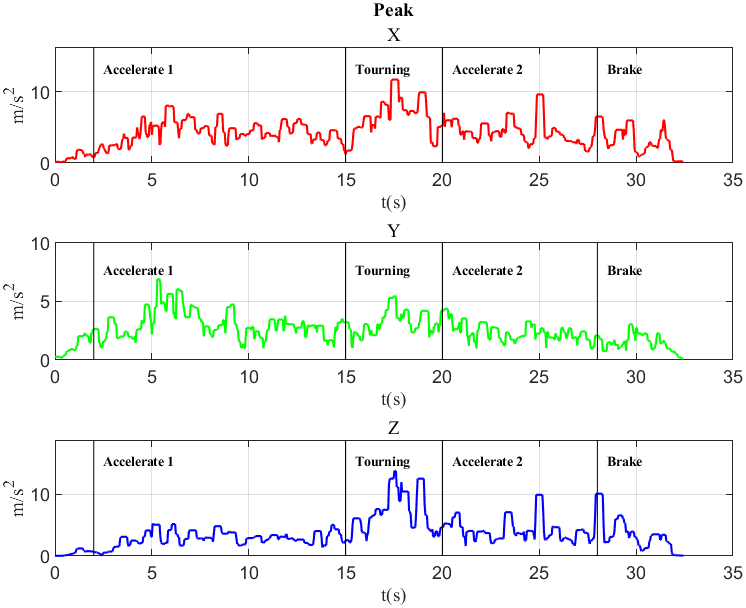 Peak
X
Accelerate 1 Tourning Accelerate 2 Brake
10
0
m/s²
0 5 10 15 20 25 30 35
t(s)
Y
10
Accelerate 1 Tourning Accelerate 2 Brake
5
0
m/s²
0 5 10 15 20 25 30 35
t(s)
Z
Accelerate 1 Tourning Accelerate 2 Brake
10
0
m/s²
0 5 10 15 20 25 30 35
t(s)